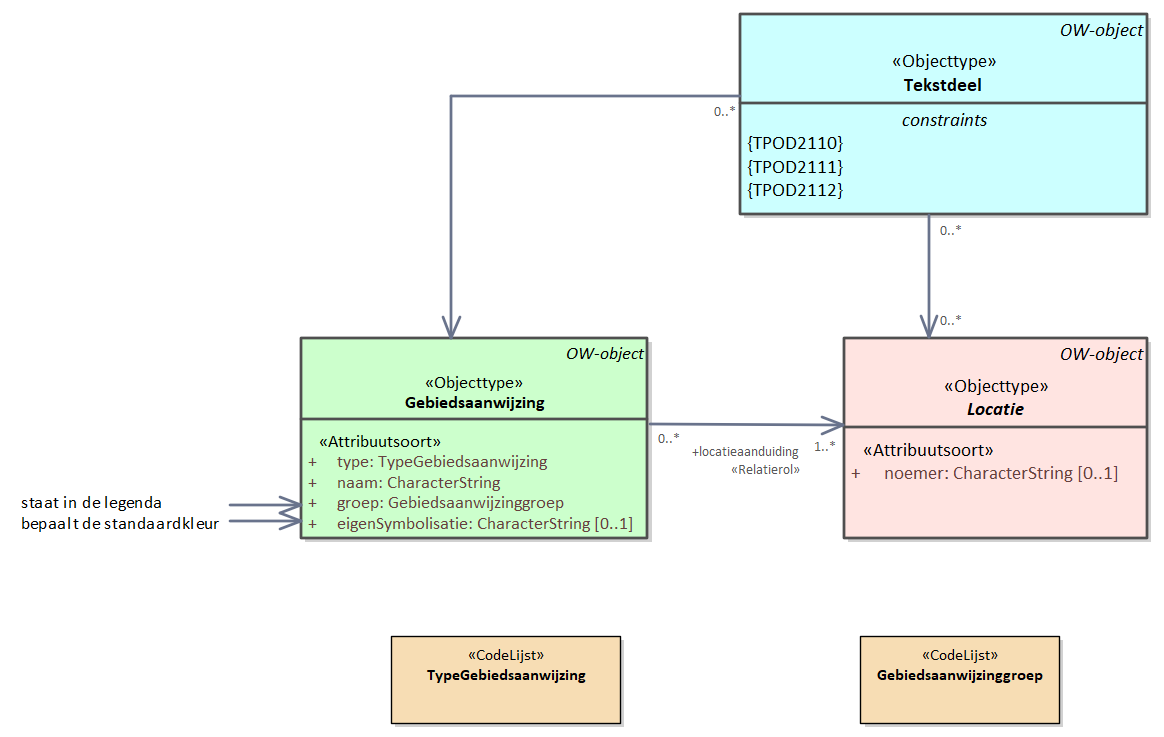 OW-object
«Objecttype»
Tekstdeel
constraints
{TPOD2110}
{TPOD2111}
{TPOD2112}
0..*
0..*
0..*
OW-object
«Objecttype»
Gebiedsaanwijzing
«Attribuutsoort»
+ type: TypeGebiedsaanwijzing
+ naam: CharacterString
+ groep: Gebiedsaanwijzinggroep
+ eigenSymbolisatie: CharacterString [0..1]
staat in de legenda
bepaalt de standaardkleur
0..*
+locatieaanduiding
«Relatierol»
1..*
OW-object
«Objecttype»
Locatie
«Attribuutsoort»
+ noemer: CharacterString [0..1]
«CodeLijst»
TypeGebiedsaanwijzing
«CodeLijst»
Gebiedsaanwijzinggroep